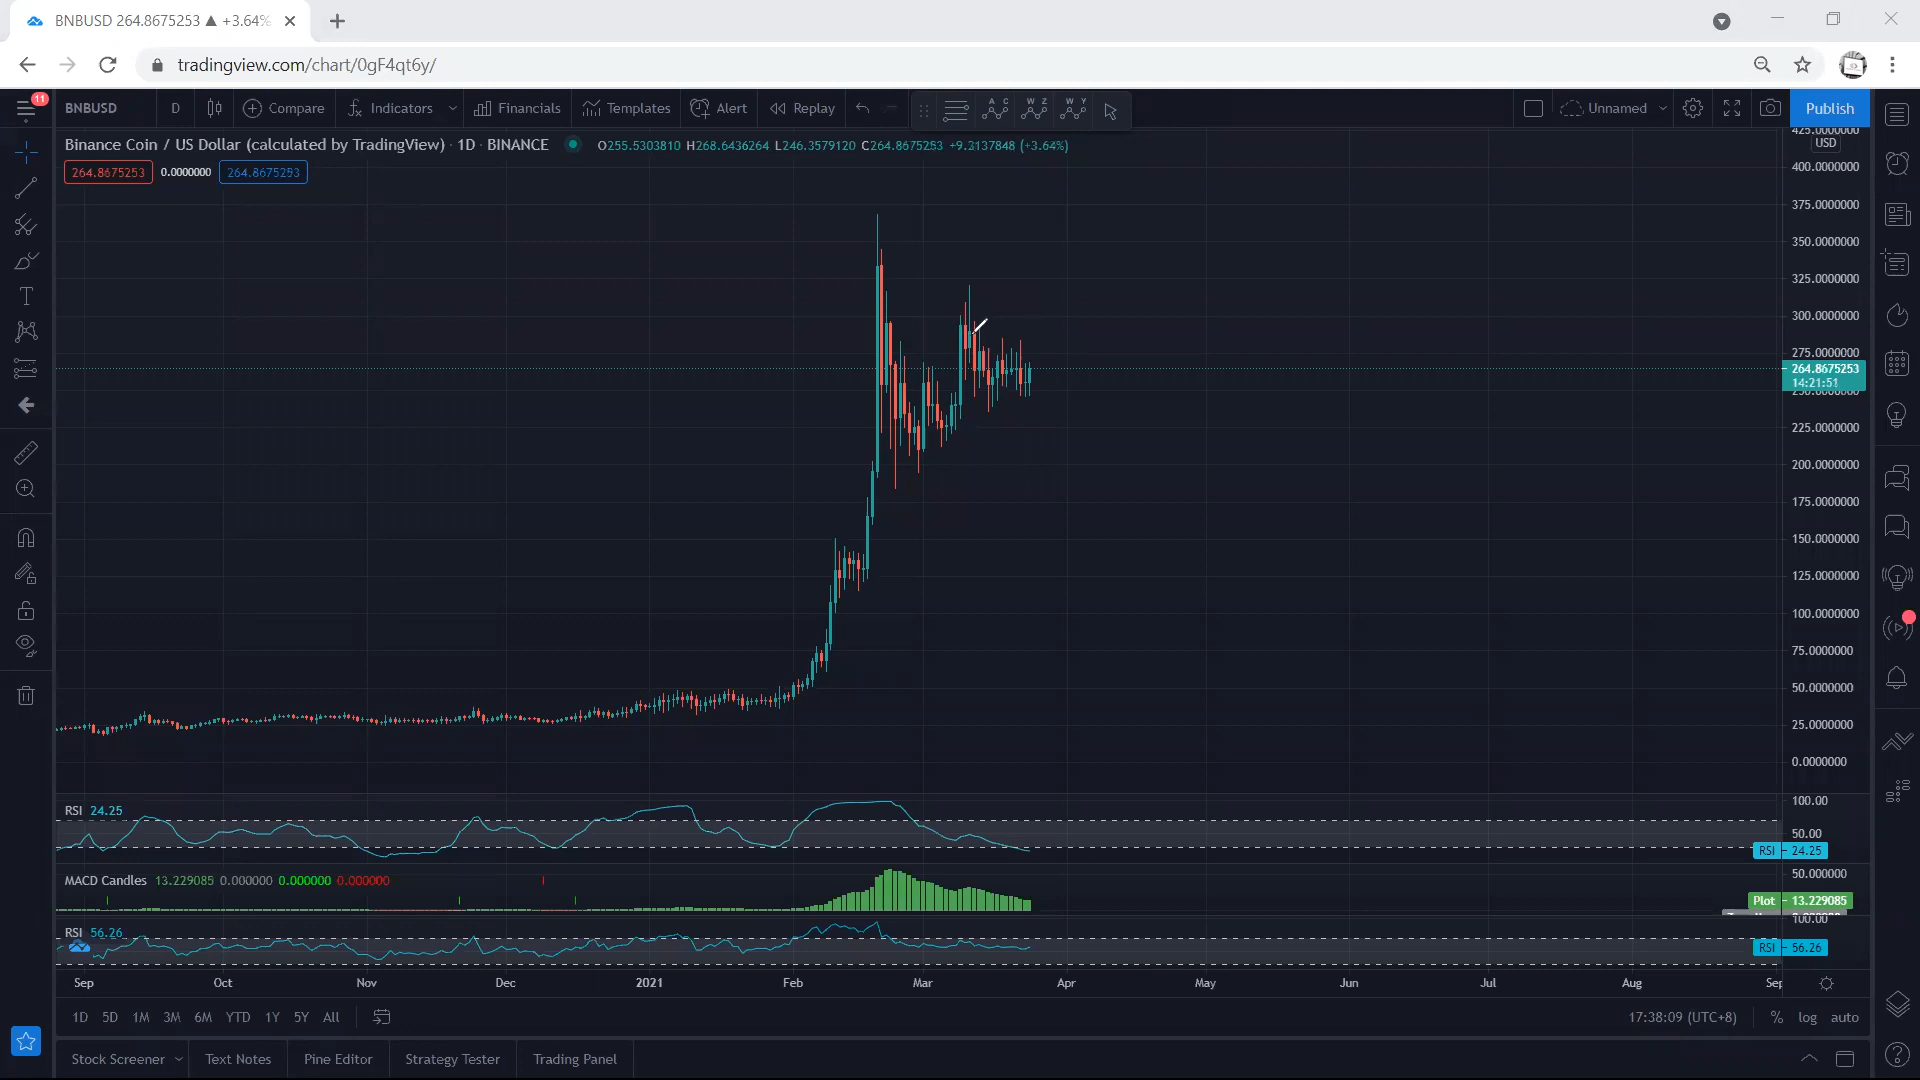 BNBUSD 264.8675253 ▲ +3.64%
tradingview.com/chart/0gF4qt6y/
11
BNBUSD D Compare Indicators Financials Templates Alert Replay A C W Z W Y Unnamed Publish
Binance Coin / US Dollar (calculated by TradingView) · 1D · BINANCE O255.5303810 H268.6436264 L246.3579120 C264.8675253 +9.2137848 (+3.64%)
264.8675253 0.0000000 264.8675253
425.0000000
USD
400.0000000
375.0000000
350.0000000
325.0000000
300.0000000
275.0000000
264.8675253
14:21:51
250.0000000
225.0000000
200.0000000
175.0000000
150.0000000
125.0000000
100.0000000
75.0000000
50.0000000
25.0000000
0.0000000
RSI 24.25
100.00
50.00
RSI 24.25
MACD Candles 13.229085 0.000000 0.000000 0.000000
50.000000
Plot 13.229085
100.00
RSI 56.26
RSI 56.26
Sep Oct Nov Dec 2021 Feb Mar Apr May Jun Jul Aug Sep
1D 5D 1M 3M 6M YTD 1Y 5Y All 17:38:09 (UTC+8) % log auto
Stock Screener Text Notes Pine Editor Strategy Tester Trading Panel